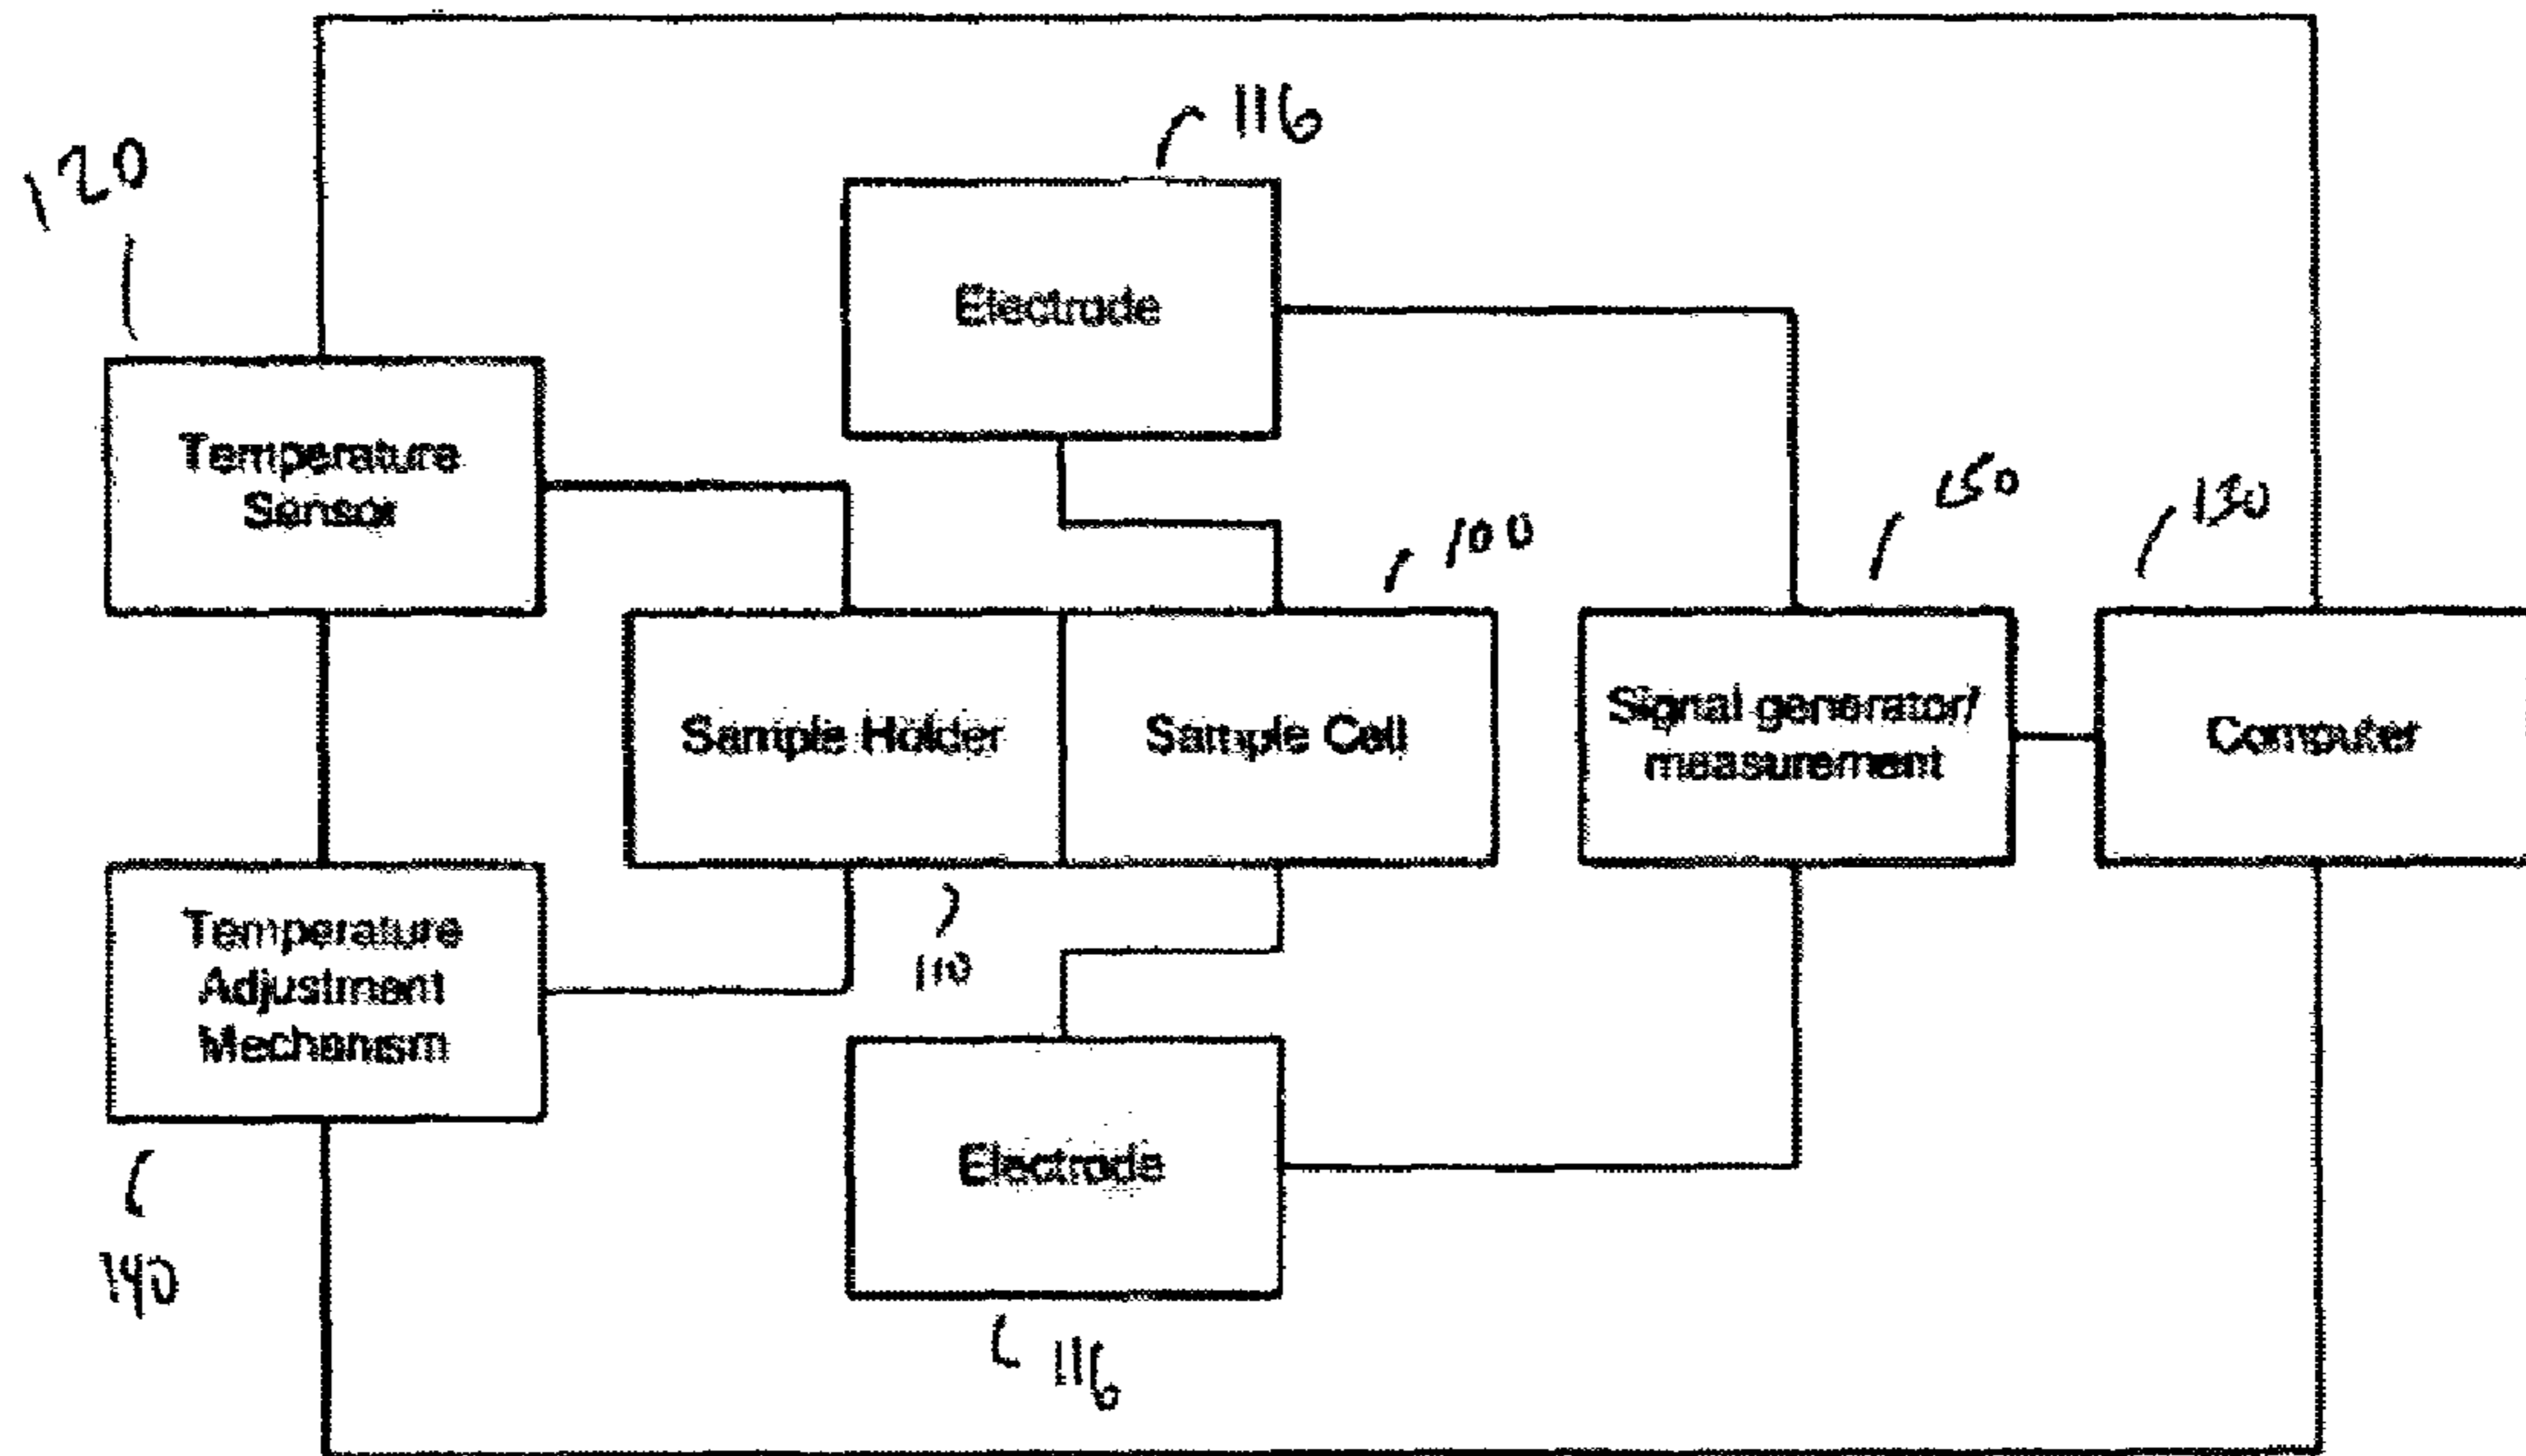 116
120
Electrode
Temperature
Sensor
150
130
100
Sample Holder
Sample Cell
Signal generator/
measurement
Computer
Temperature
Adjustment
Mechanism
110
Electrode
140
116